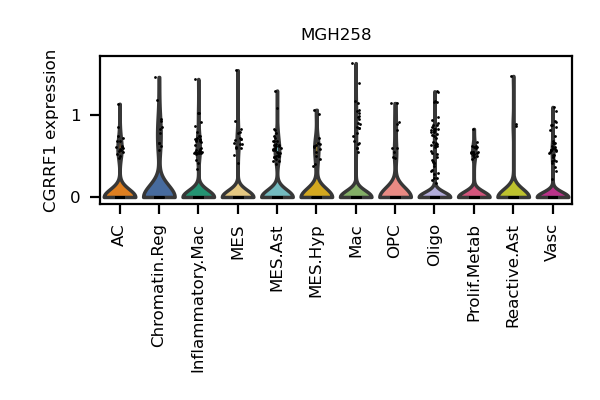 MGH258
CGRRF1 expression
1
0
AC
Chromatin.Reg
Inflammatory.Mac
MES
MES.Ast
MES.Hyp
Mac
OPC
Oligo
Prolif.Metab
Reactive.Ast
Vasc